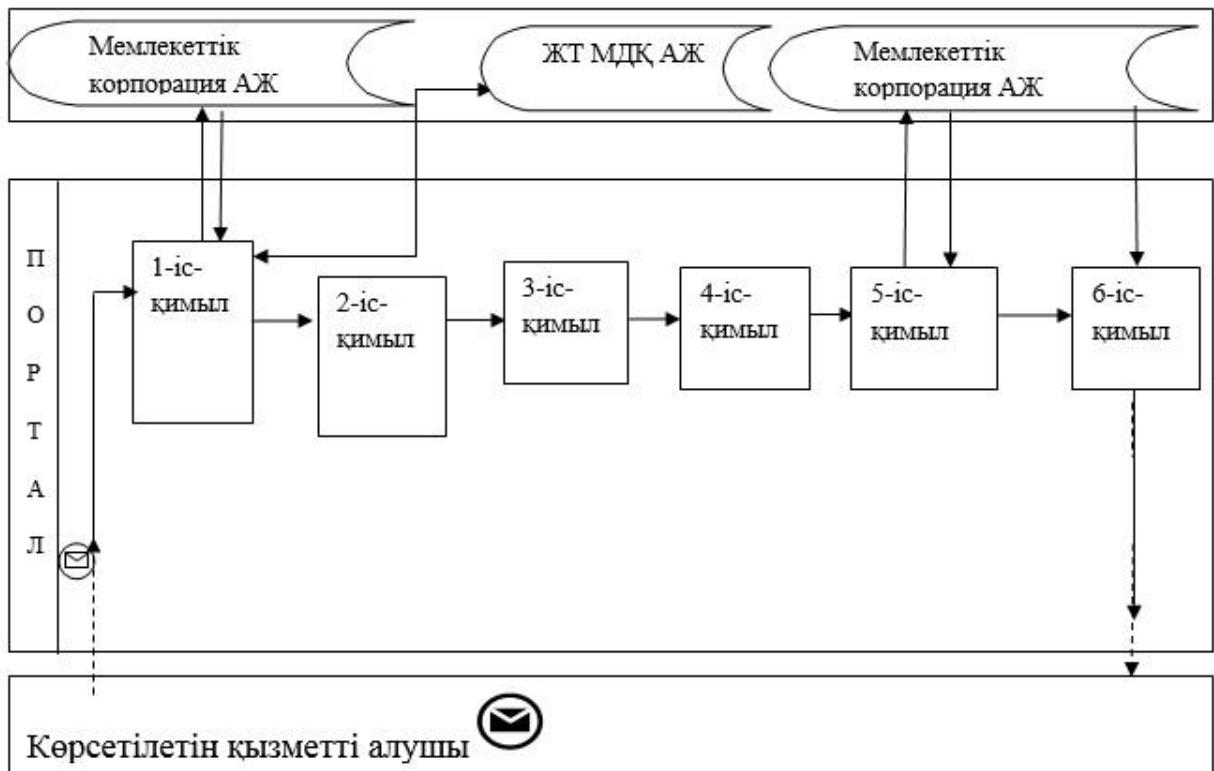 Мемлекеттік
корпорация АЖ
ЖТ МДҚ АЖ
Мемлекеттік
корпорация АЖ
П
О
Р
Т
А
Л
1-іс-
қимыл
2-іс-
қимыл
3-іс-
қимыл
4-іс-
қимыл
5-іс-
қимыл
6-іс-
қимыл
Көрсетілетін қызметті алушы